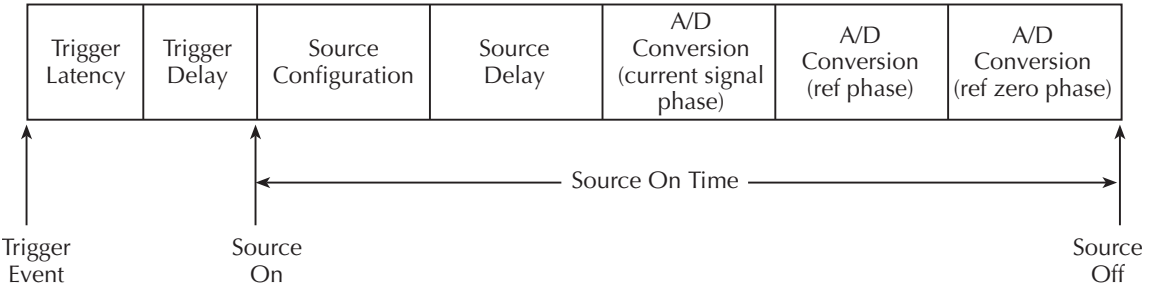 Trigger
Latency
Trigger
Delay
Source
Configuration
Source
Delay
A/D
Conversion
(current signal
phase)
A/D
Conversion
(ref phase)
A/D
Conversion
(ref zero phase)
Source On Time
Trigger
Event
Source
On
Source
Off